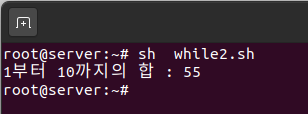 root@server:~# sh  while2.sh
1부터 10까지의 합 : 55
root@server:~#